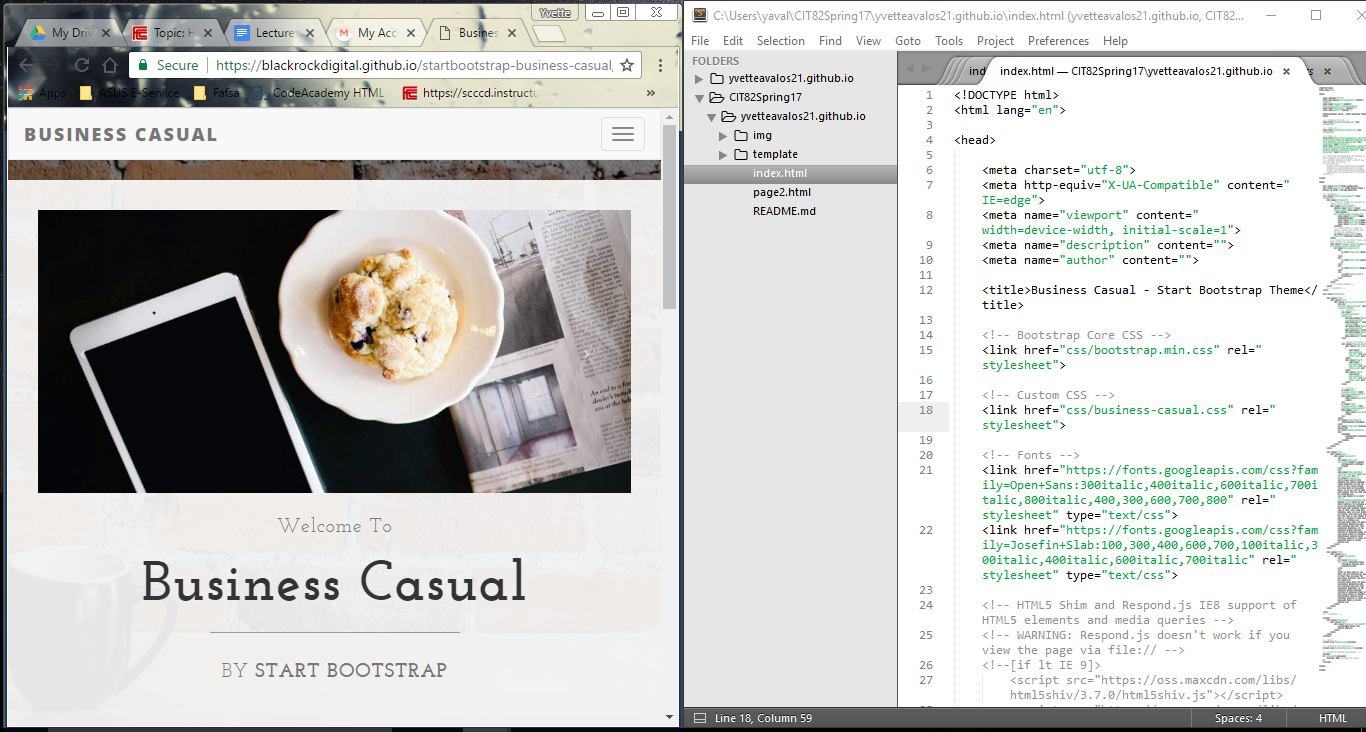 Yvette
My Driv
Topic: H
Lecture
My Acc
Busines
Secure
https://blackrockdigital.github.io/startbootstrap-business-casual
Apps
ASUS E-Service
Fafsa
CodeAcademy HTML
https://scccd.instructu
»
BUSINESS CASUAL
Welcome To
Business Casual
BY START BOOTSTRAP
C:\Users\yaval\CIT82Spring17\yvetteavalos21.github.io\index.html (yvetteavalos21.github.io, CIT82...
File Edit Selection Find View Goto Tools Project Preferences Help
FOLDERS
yvetteavalos21.github.io
CIT82Spring17
yvetteavalos21.github.io
img
template
index.html
page2.html
README.md
ind
index.html — CIT82Spring17\yvetteavalos21.github.io
rs
1 <!DOCTYPE html>
2 <html lang="en">
3
4 <head>
5
6 <meta charset="utf-8">
7 <meta http-equiv="X-UA-Compatible" content="
IE=edge">
8 <meta name="viewport" content="
width=device-width, initial-scale=1">
9 <meta name="description" content="">
10 <meta name="author" content="">
11
12 <title>Business Casual - Start Bootstrap Theme</
title>
13
14 <!-- Bootstrap Core CSS -->
15 <link href="css/bootstrap.min.css" rel="
stylesheet">
16
17 <!-- Custom CSS -->
18 <link href="css/business-casual.css" rel="
stylesheet">
19
20 <!-- Fonts -->
21 <link href="https://fonts.googleapis.com/css?fam
ily=Open+Sans:300italic,400italic,600italic,700i
talic,800italic,400,300,600,700,800" rel="
stylesheet" type="text/css">
22 <link href="https://fonts.googleapis.com/css?fam
ily=Josefin+Slab:100,300,400,600,700,100italic,3
00italic,400italic,600italic,700italic" rel="
stylesheet" type="text/css">
23
24 <!-- HTML5 Shim and Respond.js IE8 support of
HTML5 elements and media queries -->
25 <!-- WARNING: Respond.js doesn't work if you
view the page via file:// -->
26 <!--[if lt IE 9]>
27 <script src="https://oss.maxcdn.com/libs/
html5shiv/3.7.0/html5shiv.js"></script>
Line 18, Column 59
Spaces: 4
HTML